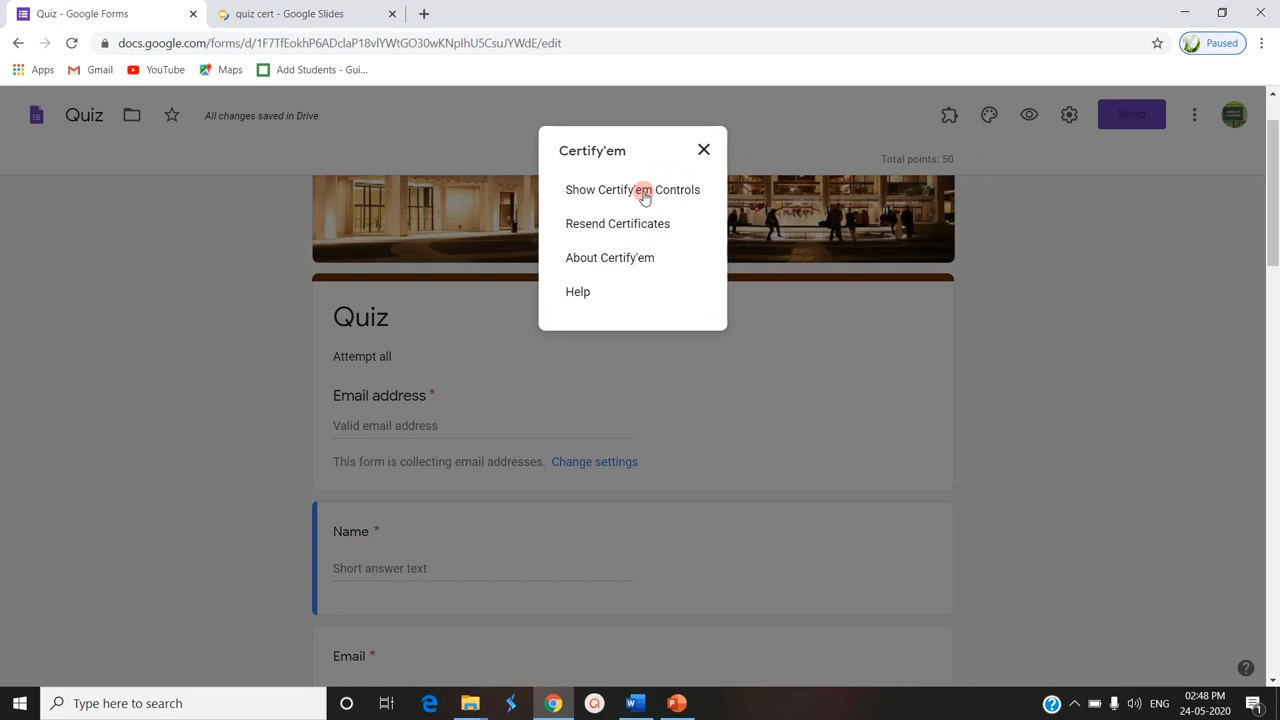 Quiz - Google Forms
quiz cert - Google Slides
docs.google.com/forms/d/1F7TfEokhP6ADclaP18vlYWtGO30wKNpIhU5CsuJYWdE/edit
Paused
Apps
Gmail
YouTube
Maps
Add Students - Gui...
Quiz
All changes saved in Drive
Send
Total points: 50
Certify'em
Show Certify'em Controls
Resend Certificates
About Certify'em
Help
Quiz
Attempt all
Email address *
Valid email address
This form is collecting email addresses. Change settings
Name *
Short answer text
Email *
Type here to search
ENG
02:48 PM
24-05-2020
1